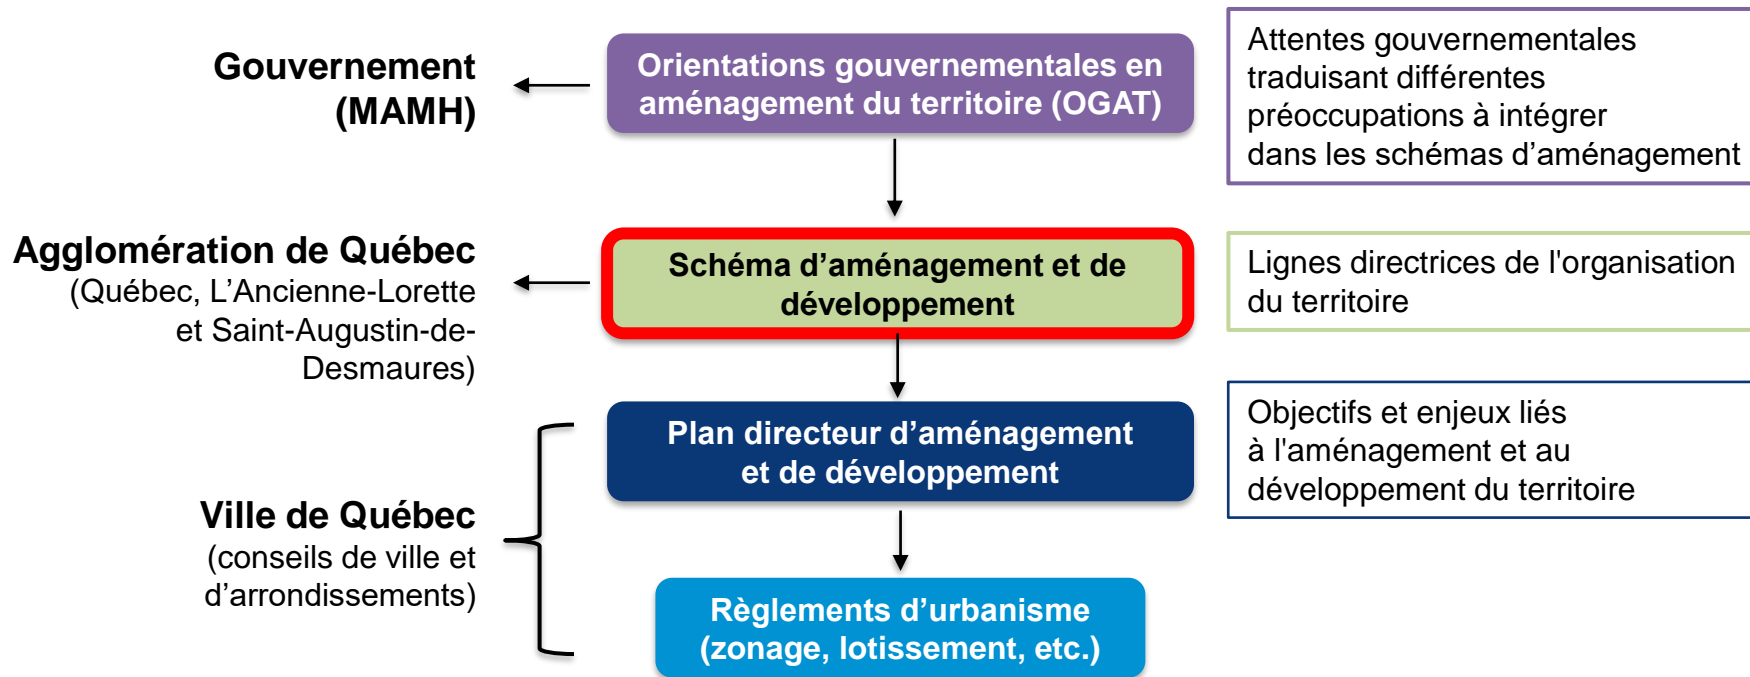 Gouvernement
(MAMH)
Orientations gouvernementales en
aménagement du territoire (OGAT)
Attentes gouvernementales
traduisant différentes
préoccupations à intégrer
dans les schémas d’aménagement
Agglomération de Québec
(Québec, L’Ancienne-Lorette
et Saint-Augustin-de-
Desmaures)
Schéma d’aménagement et de
développement
Lignes directrices de l'organisation
du territoire
Plan directeur d’aménagement
et de développement
Objectifs et enjeux liés
à l'aménagement et au
développement du territoire
Ville de Québec
(conseils de ville et
d’arrondissements)
Règlements d’urbanisme
(zonage, lotissement, etc.)